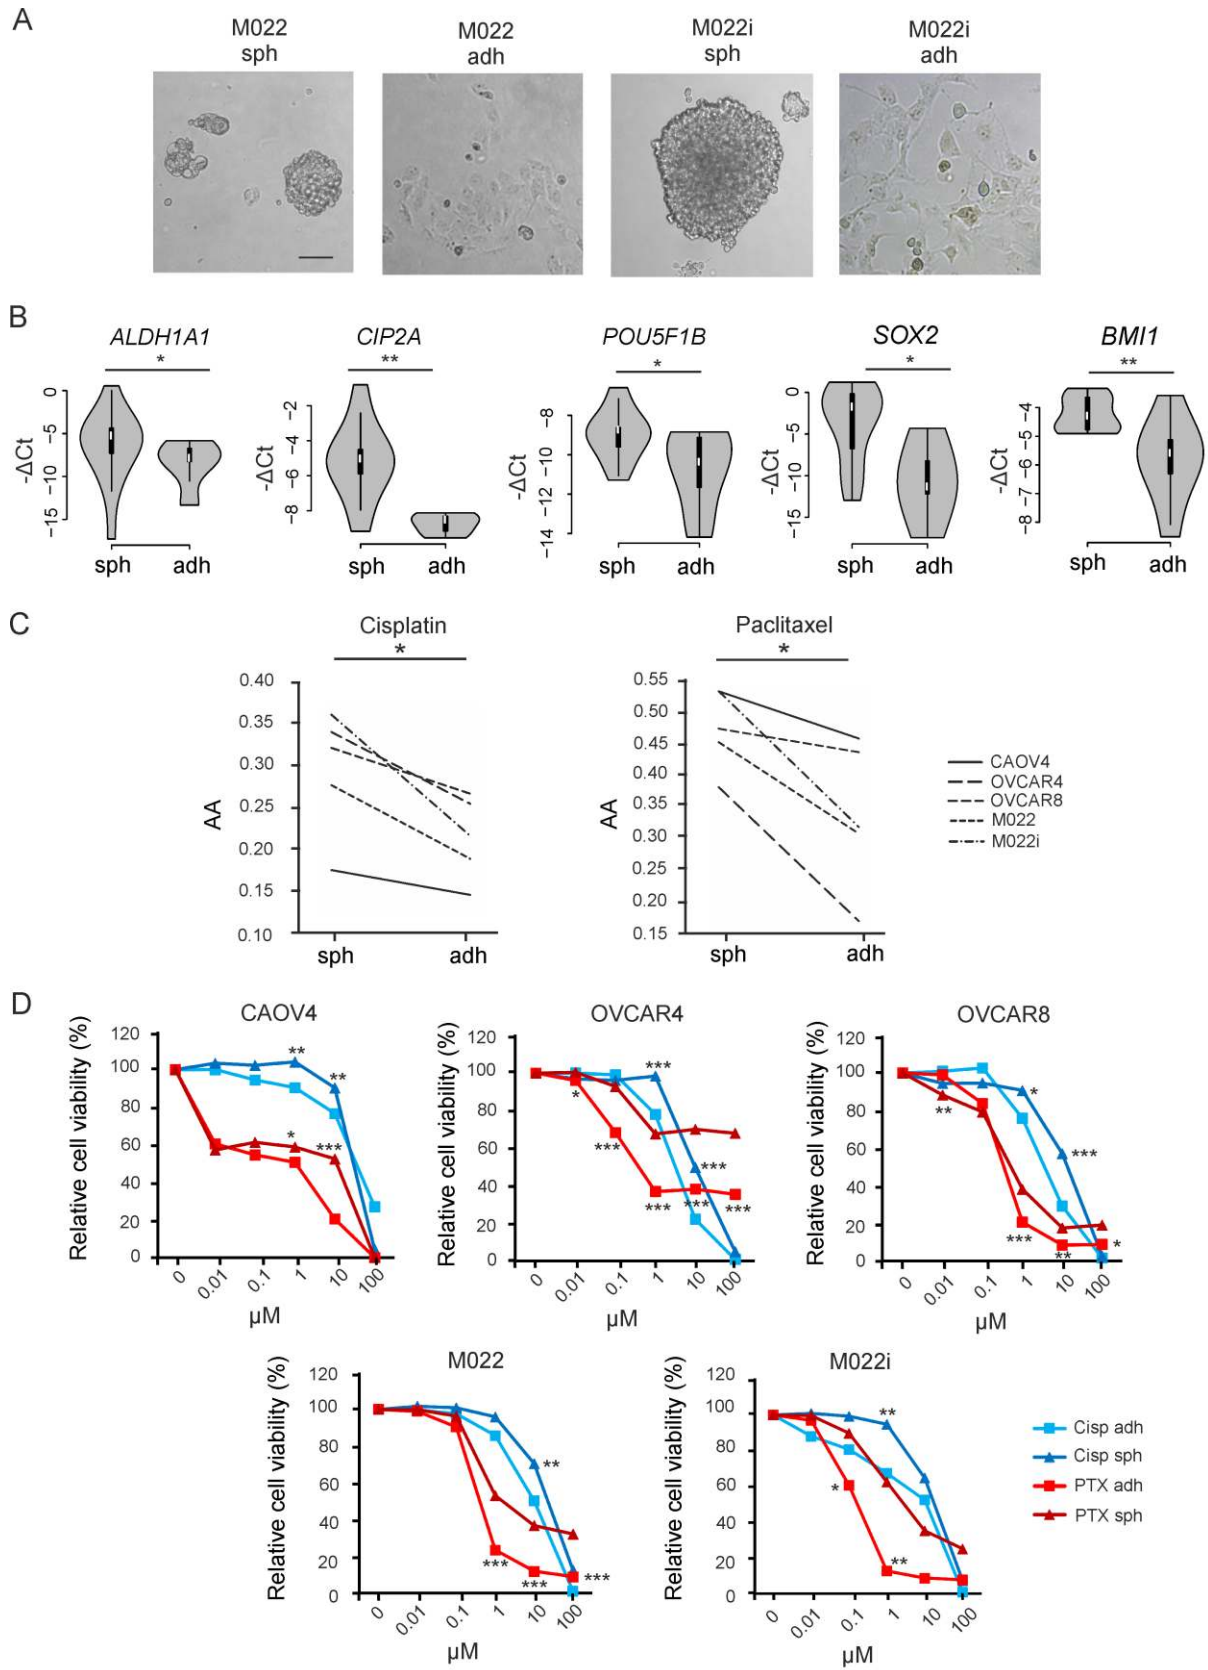 A
M022
sph
M022
adh
M022i
sph
M022i
adh
B
ALDH1A1
*
-ΔCt
0
−5
−10
−15
sph adh
CIP2A
**
-ΔCt
−2
−4
−6
−8
sph adh
POU5F1B
*
-ΔCt
−8
−10
−12
−14
sph adh
SOX2
*
-ΔCt
0
−5
−10
−15
sph adh
BMI1
**
-ΔCt
−4
−5
−6
−7
−8
sph adh
C
Cisplatin
*
AA
0.40
0.35
0.30
0.25
0.20
0.15
0.10
sph adh
Paclitaxel
*
AA
0.55
0.50
0.45
0.40
0.35
0.30
0.25
0.20
0.15
sph adh
CAOV4
OVCAR4
OVCAR8
M022
M022i
D
CAOV4
Relative cell viability (%)
120
100
80
60
40
20
0
** ** * ***
0 0.01 0.1 1 10 100
µM
OVCAR4
Relative cell viability (%)
120
100
80
60
40
20
0
*** * *** *** *** *** ***
0 0.01 0.1 1 10 100
µM
OVCAR8
Relative cell viability (%)
120
100
80
60
40
20
0
* ** *** *** ** *
0 0.01 0.1 1 10 100
µM
M022
Relative cell viability (%)
120
100
80
60
40
20
0
** *** *** ***
0 0.01 0.1 1 10 100
µM
M022i
Relative cell viability (%)
120
100
80
60
40
20
0
** * **
0 0.01 0.1 1 10 100
µM
Cisp adh
Cisp sph
PTX adh
PTX sph